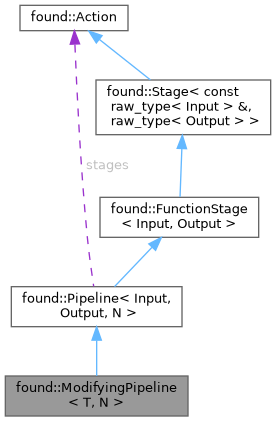 found::Action
found::Stage< const
raw_type< Input > &,
raw_type< Output > >
stages
found::FunctionStage
< Input, Output >
found::Pipeline< Input,
Output, N >
found::ModifyingPipeline
< T, N >